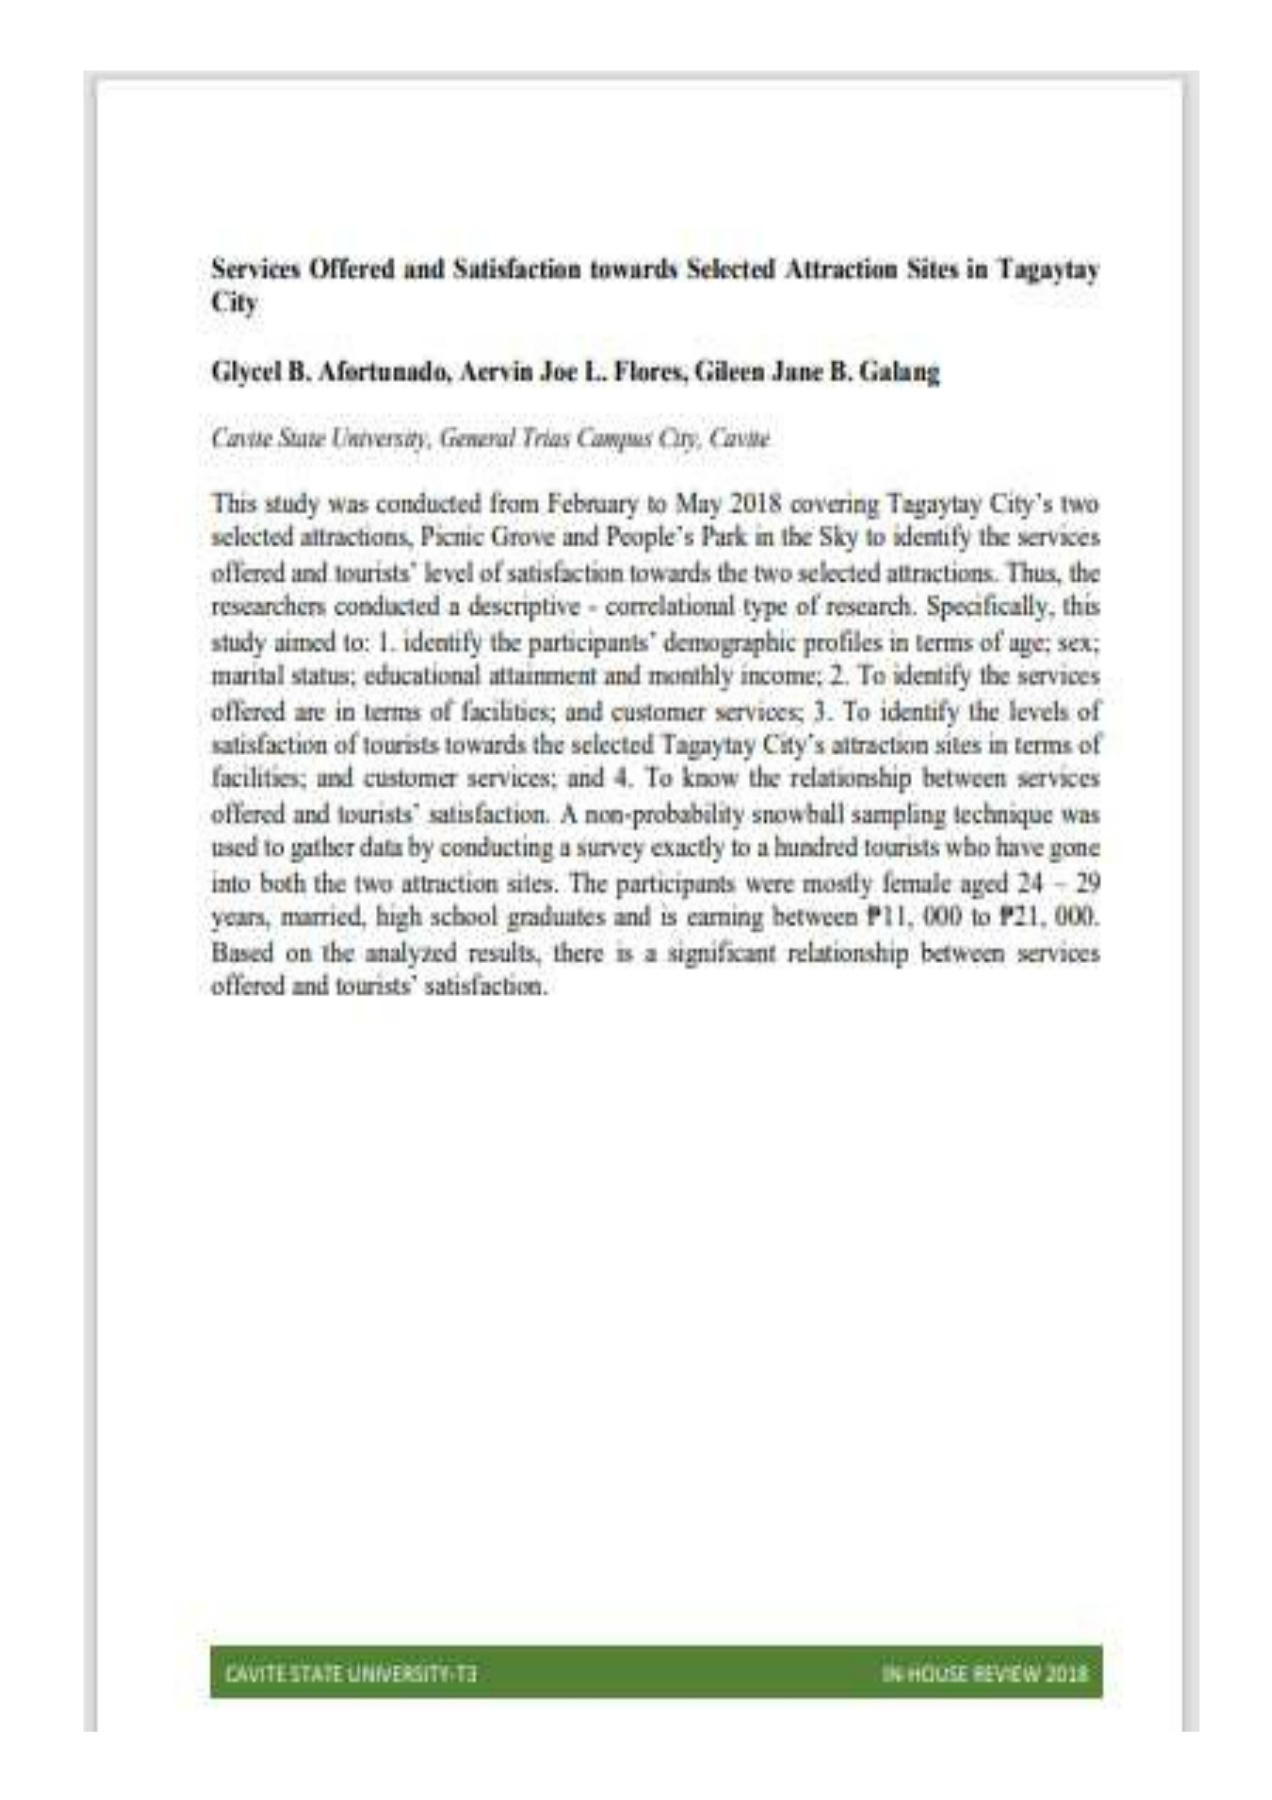 Services Offered and Satisfaction towards Selected Attraction Sites in Tagaytay
City
Glycel B. Afortunado, Aervin Joe L. Flores, Gileen Jane B. Galang
Cavite State University, General Trias Campus City, Cavite
This study was conducted from February to May 2018 covering Tagaytay City's two
selected attractions, Picnic Grove and People's Park in the Sky to identify the services
offered and tourists' level of satisfaction towards the two selected attractions. Thus, the
researchers conducted a descriptive - correlational type of research. Specifically, this
study aimed to: 1. identify the participants' demographic profiles in terms of age; sex;
marital status; educational attainment and monthly income; 2. To identify the services
offered are in terms of facilities; and customer services; 3. To identify the levels of
satisfaction of tourists towards the selected Tagaytay City's attraction sites in terms of
facilities; and customer services; and 4. To know the relationship between services
offered and tourists' satisfaction. A non-probability snowball sampling technique was
used to gather data by conducting a survey exactly to a hundred tourists who have gone
into both the two attraction sites. The participants were mostly female aged 24 – 29
years, married, high school graduates and is earning between ₱11, 000 to ₱21, 000.
Based on the analyzed results, there is a significant relationship between services
offered and tourists' satisfaction.
CAVITE STATE UNIVERSITY-T3 IN-HOUSE REVIEW 2018